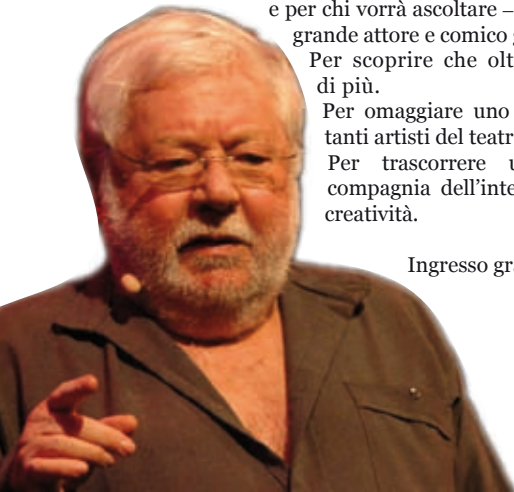 e per chi vorrà ascoltare –
grande attore e comico
Per scoprire che olt
di più.
Per omaggiare uno
tanti artisti del teatr
Per trascorrere u
compagnia dell’inte
creatività.
Ingresso gr